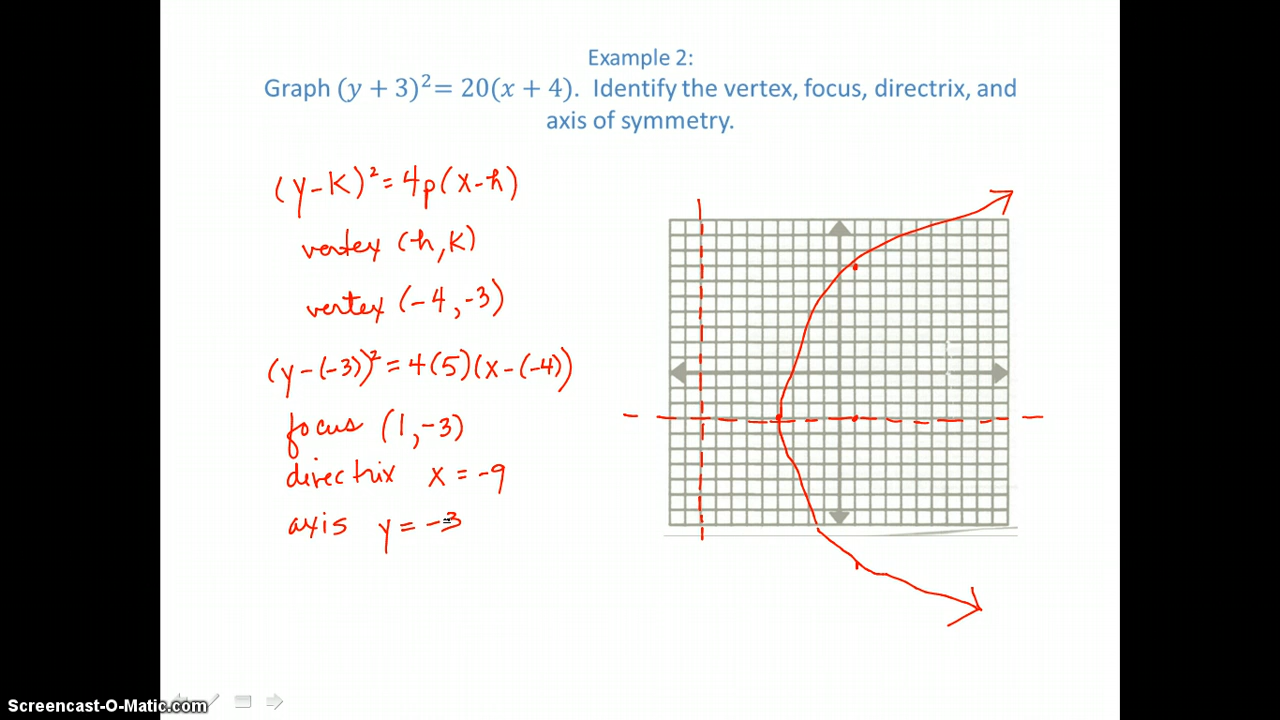 Example 2:
Graph (y + 3)²= 20(x + 4). Identify the vertex, focus, directrix, and
axis of symmetry.
(y-K)²=4p(x-h)
vertex (h,K)
vertex (-4,-3)
(y-(-3))²=4(5)(x-(-4))
focus (1,-3)
directrix x=-9
axis y=-3
Screencast-O-Matic.com